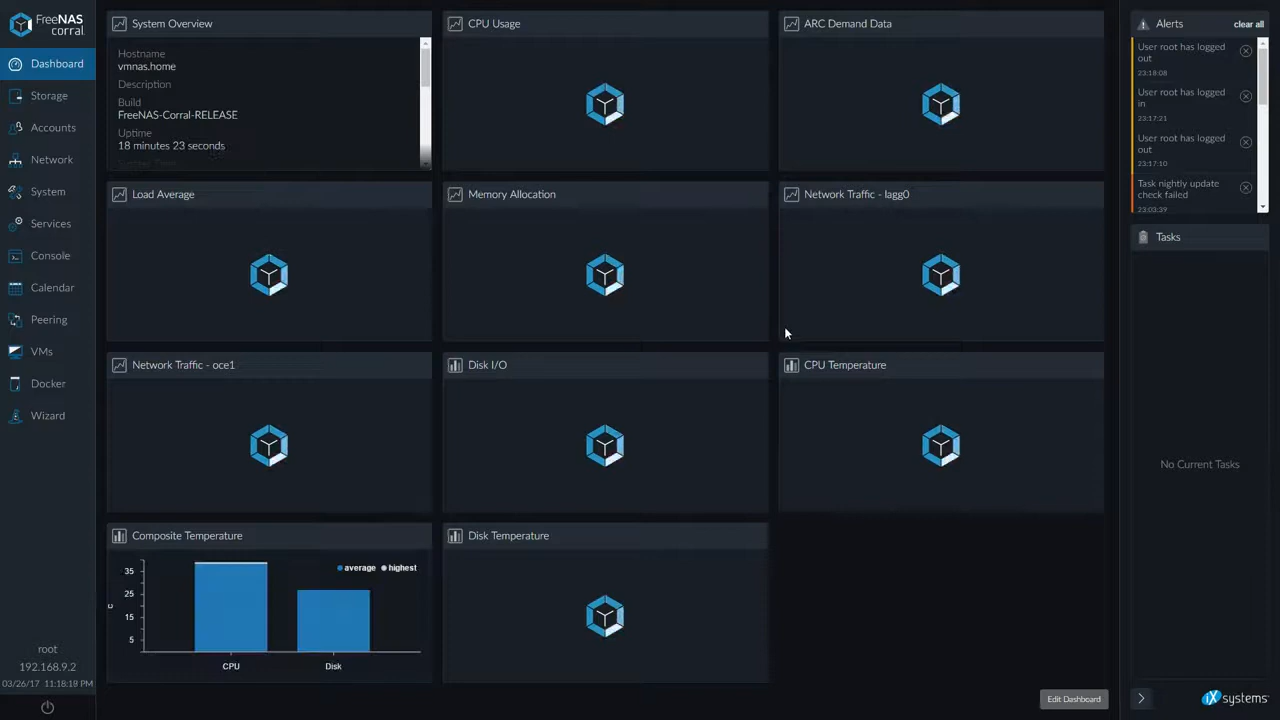 FreeNAS
corral
Dashboard
Storage
Accounts
Network
System
Services
Console
Calendar
Peering
VMs
Docker
Wizard
root
192.168.9.2
03/26/17 11:18:18 PM
System Overview
Hostname
vmnas.home
Description
Build
FreeNAS-Corral-RELEASE
Uptime
18 minutes 23 seconds
CPU Usage
ARC Demand Data
Load Average
Memory Allocation
Network Traffic - lagg0
Network Traffic - oce1
Disk I/O
CPU Temperature
Composite Temperature
average highest
35
25
15
5
C
CPU Disk
Disk Temperature
Edit Dashboard
Alerts clear all
User root has logged
out
23:18:08
User root has logged
in
23:17:21
User root has logged
out
23:17:10
Task nightly update
check failed
23:03:39
Tasks
No Current Tasks
iXsystems